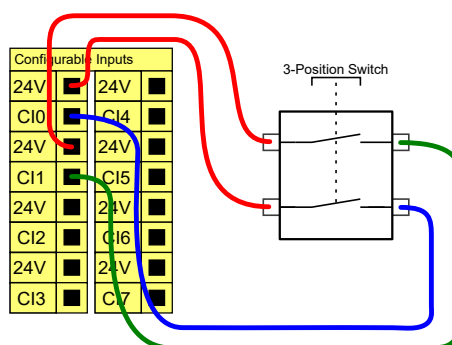 Configurable Inputs
24V 24V
CI0 CI4
24V 24V
CI1 CI5
24V 24V
CI2 CI6
24V 24V
CI3 CI7
3-Position Switch